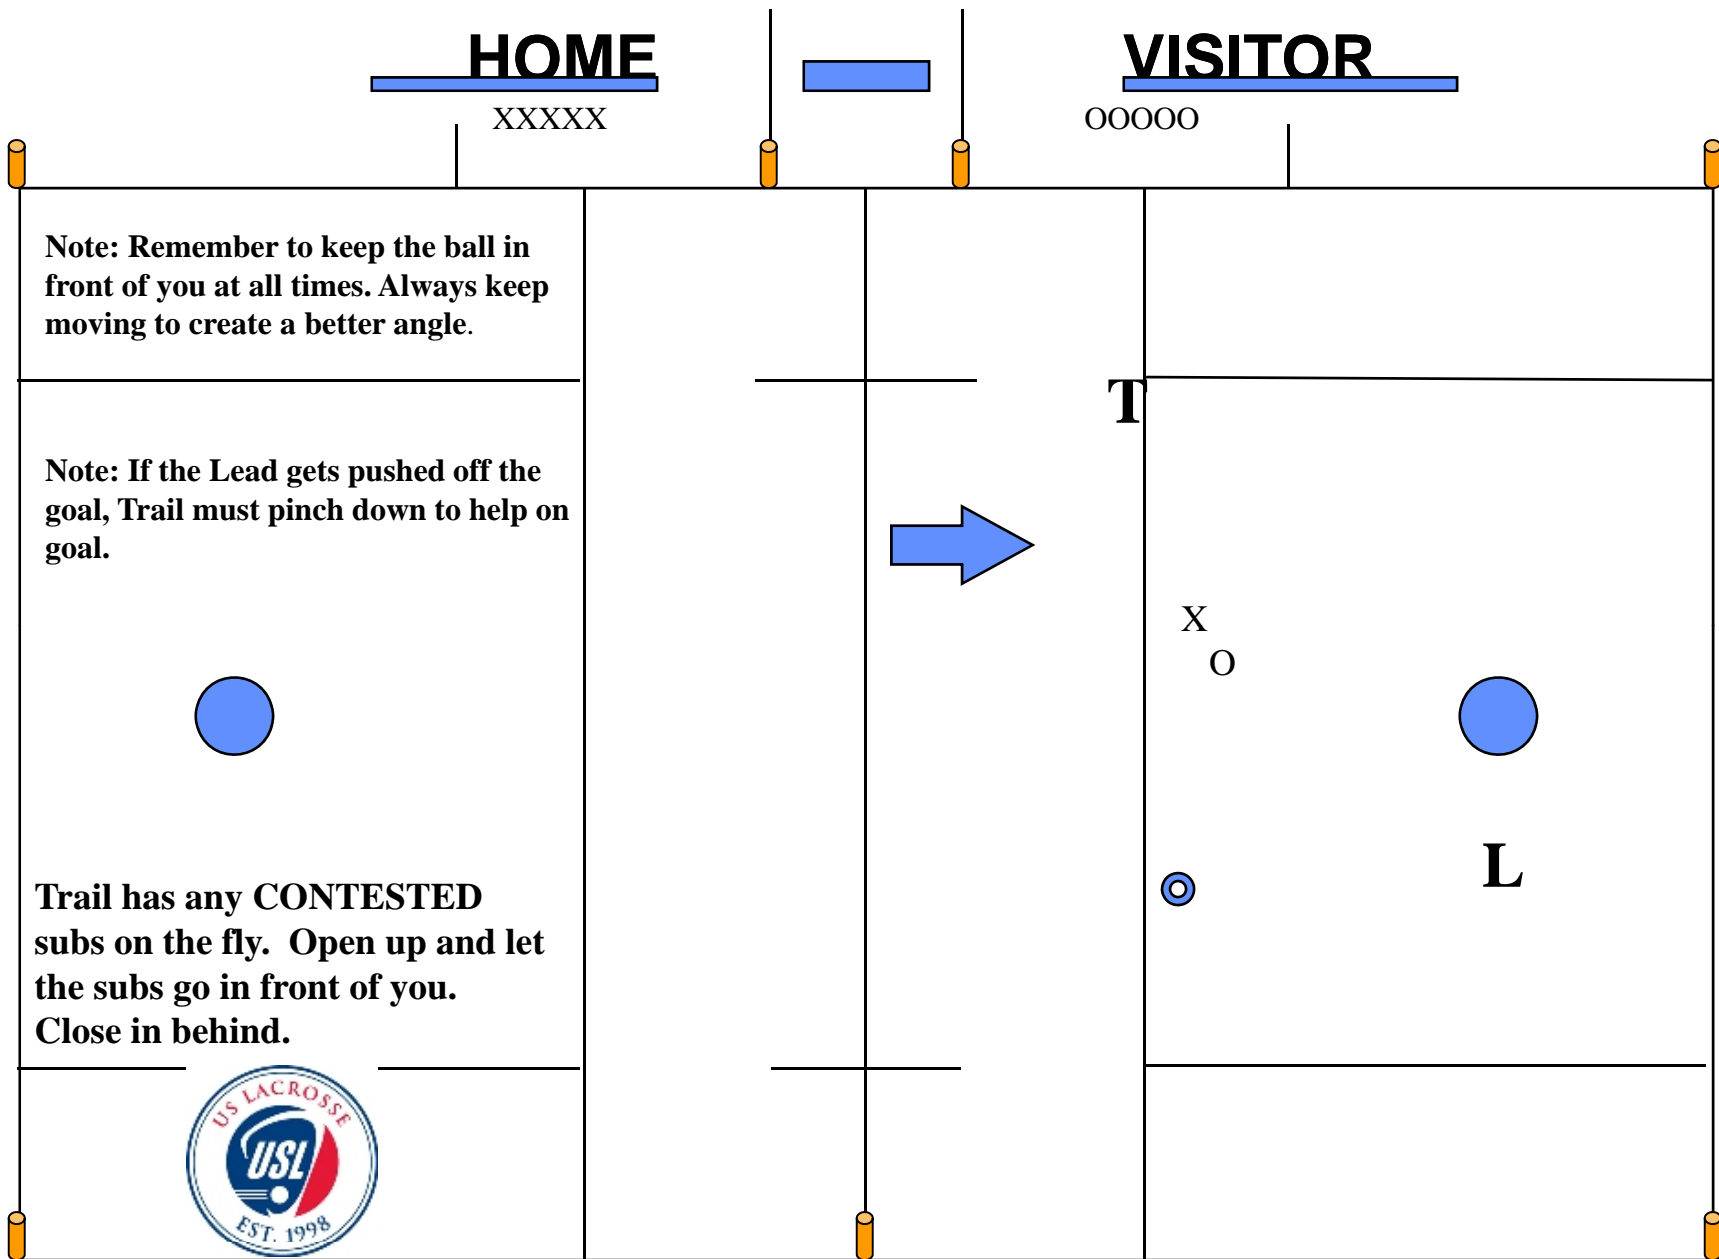 HOME VISITOR
XXXXX OOOOO
Note: Remember to keep the ball in
front of you at all times. Always keep
moving to create a better angle.
T
Note: If the Lead gets pushed off the
goal, Trail must pinch down to help on
goal.
X
O
L
Trail has any CONTESTED
subs on the fly.  Open up and let
the subs go in front of you.
Close in behind.
US LACROSSE
USL
EST. 1998